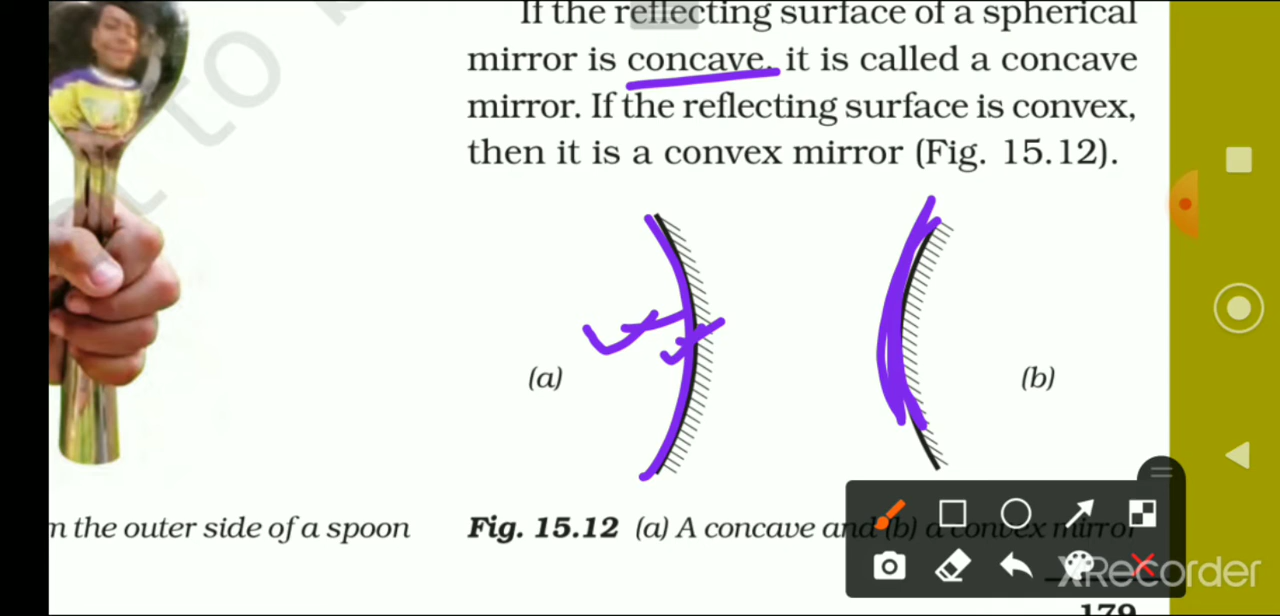 to b
If the reflecting surface of a spherical
mirror is concave, it is called a concave
mirror. If the reflecting surface is convex,
then it is a convex mirror (Fig. 15.12).
(a)
(b)
the outer side of a spoon
Fig. 15.12 (a) A concave and (b) a convex mirror
XRecorder
179